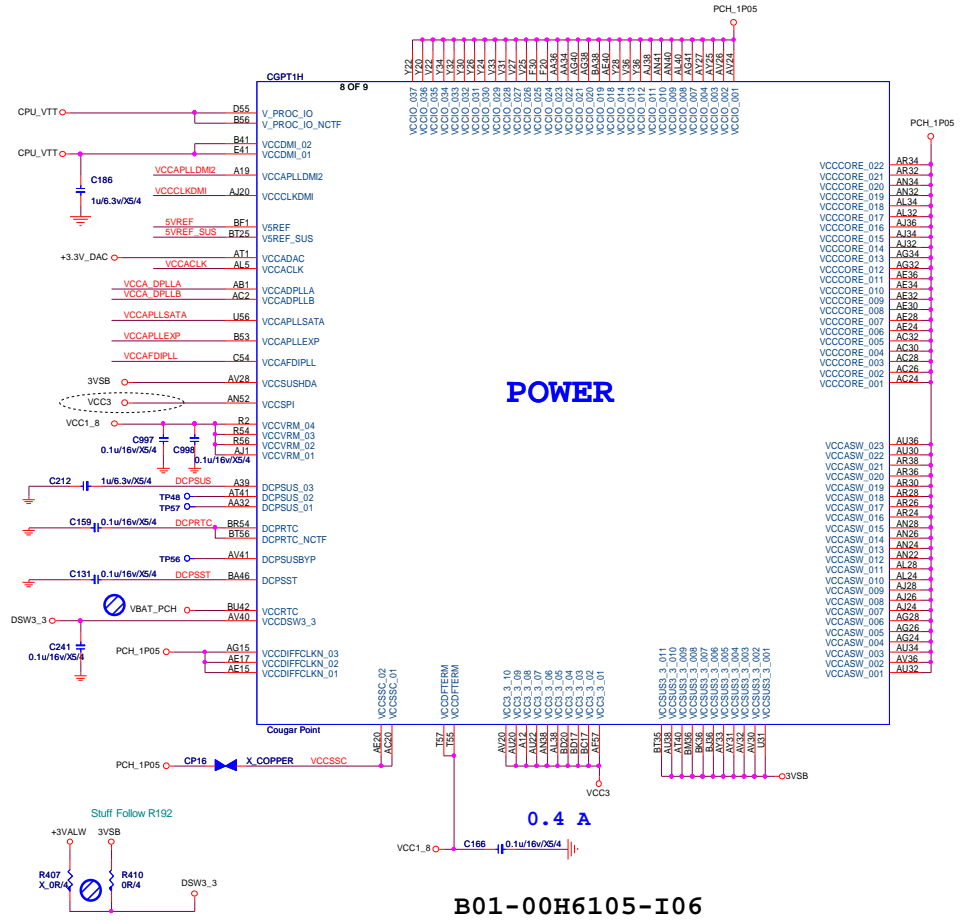 PCH_1P05
Y22 Y20 V22 Y34 Y32 Y30 Y26 Y24 V33 V31 V27 V25 F30 F20 AA36 AA34 AG40 AG38 BA38 AE40 Y28 V36 Y36 AJ38 AN41 AN40 AL40 AG41 AY27 AV25 AV26 AV24
CGPT1H
8 OF 9
VCCIO_037 VCCIO_036 VCCIO_035 VCCIO_034 VCCIO_033 VCCIO_032 VCCIO_031 VCCIO_030 VCCIO_029 VCCIO_028 VCCIO_027 VCCIO_026 VCCIO_025 VCCIO_024 VCCIO_023 VCCIO_022 VCCIO_021 VCCIO_020 VCCIO_019 VCCIO_018 VCCIO_014 VCCIO_013 VCCIO_012 VCCIO_011 VCCIO_010 VCCIO_009 VCCIO_008 VCCIO_007 VCCIO_004 VCCIO_003 VCCIO_002 VCCIO_001
CPU_VTT
D55 V_PROC_IO
B56 V_PROC_IO_NCTF
CPU_VTT
B41 VCCDMI_02
E41 VCCDMI_01
C186
1u/6.3v/X5/4
VCCAPLLDMI2 A19 VCCAPLLDMI2
VCCCLKDMI AJ20 VCCCLKDMI
5VREF BF1 V5REF
5VREF_SUS BT25 V5REF_SUS
+3.3V_DAC AT1 VCCADAC
VCCACLK AL5 VCCACLK
VCCA_DPLLA AB1 VCCADPLLA
VCCA_DPLLB AC2 VCCADPLLB
VCCAPLLSATA U56 VCCAPLLSATA
VCCAPLLEXP B53 VCCAPLLEXP
VCCAFDIPLL C54 VCCAFDIPLL
3VSB AV28 VCCSUSHDA
VCC3 AN52 VCCSPI
VCC1_8 R2 VCCVRM_04
R54 VCCVRM_03
R56 VCCVRM_02
AJ1 VCCVRM_01
C997
0.1u/16v/X5/4
C998
0.1u/16v/X5/4
C212 1u/6.3v/X5/4 DCPSUS A39 DCPSUS_03
TP48 AT41 DCPSUS_02
TP57 AA32 DCPSUS_01
C159 0.1u/16v/X5/4 DCPRTC BR54 DCPRTC
BT56 DCPRTC_NCTF
TP56 AV41 DCPSUSBYP
C131 0.1u/16v/X5/4 DCPSST BA46 DCPSST
VBAT_PCH BU42 VCCRTC
DSW3_3 AV40 VCCDSW3_3
C241
0.1u/16v/X5/4
PCH_1P05 AG15 VCCDIFFCLKN_03
AE17 VCCDIFFCLKN_02
AE15 VCCDIFFCLKN_01
POWER
PCH_1P05
VCCCORE_022 AR34
VCCCORE_021 AR32
VCCCORE_020 AN34
VCCCORE_019 AN32
VCCCORE_018 AL34
VCCCORE_017 AL32
VCCCORE_016 AJ36
VCCCORE_015 AJ34
VCCCORE_014 AJ32
VCCCORE_013 AG34
VCCCORE_012 AG32
VCCCORE_011 AE36
VCCCORE_010 AE34
VCCCORE_009 AE32
VCCCORE_008 AE30
VCCCORE_007 AE28
VCCCORE_006 AE24
VCCCORE_005 AC32
VCCCORE_004 AC30
VCCCORE_003 AC28
VCCCORE_002 AC26
VCCCORE_001 AC24
VCCASW_023 AU36
VCCASW_022 AU30
VCCASW_021 AR38
VCCASW_020 AR36
VCCASW_019 AR30
VCCASW_018 AR28
VCCASW_017 AR26
VCCASW_016 AR24
VCCASW_015 AN28
VCCASW_014 AN26
VCCASW_013 AN24
VCCASW_012 AN22
VCCASW_011 AL28
VCCASW_010 AL24
VCCASW_009 AJ28
VCCASW_008 AJ26
VCCASW_007 AJ24
VCCASW_006 AG28
VCCASW_005 AG26
VCCASW_004 AG24
VCCASW_003 AU34
VCCASW_002 AV36
VCCASW_001 AU32
VCCSSC_02 VCCSSC_01
VCCDFTERM VCCDFTERM
VCC3_3_10 VCC3_3_09 VCC3_3_08 VCC3_3_07 VCC3_3_06 VCC3_3_05 VCC3_3_04 VCC3_3_03 VCC3_3_02 VCC3_3_01
VCCSUS3_3_011 VCCSUS3_3_010 VCCSUS3_3_009 VCCSUS3_3_008 VCCSUS3_3_007 VCCSUS3_3_006 VCCSUS3_3_005 VCCSUS3_3_004 VCCSUS3_3_003 VCCSUS3_3_002 VCCSUS3_3_001
Cougar Point
AE20 AC20
T57 T55
AV20 AU20 A12 AU22 AN38 AL38 BD20 BD17 BC17 AF57
BT35 AU38 AT40 BM36 BK36 BJ36 AY33 AY31 AV32 AV30 U31
PCH_1P05 CP16 X_COPPER VCCSSC
3VSB
VCC3
0.4 A
VCC1_8 C166 0.1u/16v/X5/4
Stuff Follow R192
+3VALW 3VSB
R407
X_0R/4
R410
0R/4
DSW3_3
B01-00H6105-I06